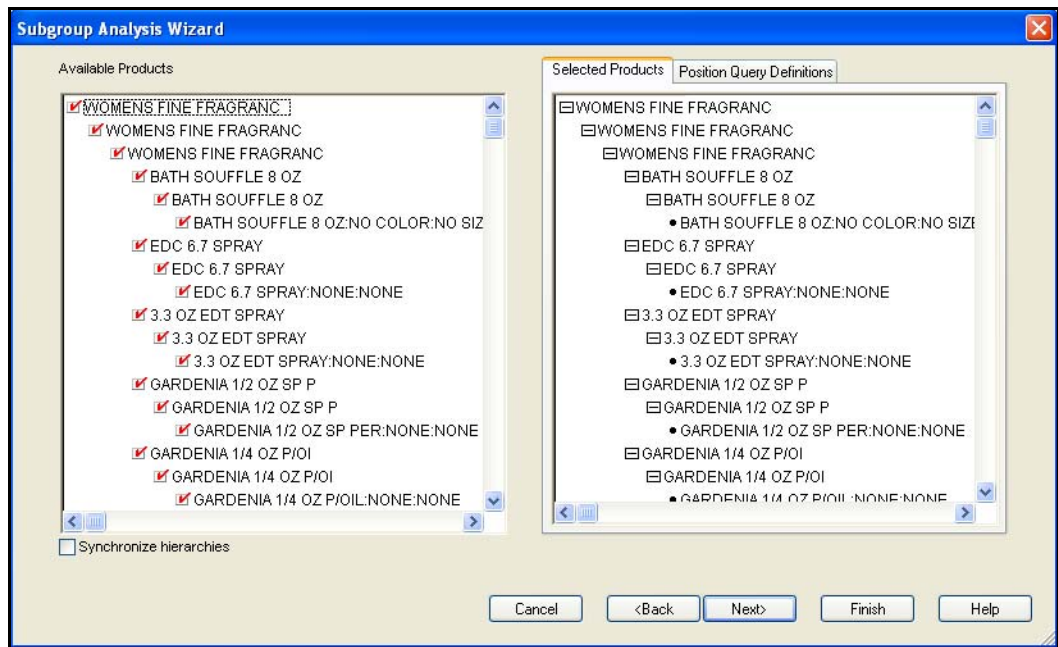 Subgroup Analysis Wizard
Available Products
WOMENS FINE FRAGRANC
WOMENS FINE FRAGRANC
WOMENS FINE FRAGRANC
BATH SOUFFLE 8 OZ
BATH SOUFFLE 8 OZ
BATH SOUFFLE 8 OZ:NO COLOR:NO SIZ
EDC 6.7 SPRAY
EDC 6.7 SPRAY
EDC 6.7 SPRAY:NONE:NONE
3.3 OZ EDT SPRAY
3.3 OZ EDT SPRAY
3.3 OZ EDT SPRAY:NONE:NONE
GARDENIA 1/2 OZ SP P
GARDENIA 1/2 OZ SP P
GARDENIA 1/2 OZ SP PER:NONE:NONE
GARDENIA 1/4 OZ P/OI
GARDENIA 1/4 OZ P/OI
GARDENIA 1/4 OZ P/OIL:NONE:NONE
Synchronize hierarchies
Selected Products
Position Query Definitions
WOMENS FINE FRAGRANC
WOMENS FINE FRAGRANC
WOMENS FINE FRAGRANC
BATH SOUFFLE 8 OZ
BATH SOUFFLE 8 OZ
BATH SOUFFLE 8 OZ:NO COLOR:NO SIZE
EDC 6.7 SPRAY
EDC 6.7 SPRAY
EDC 6.7 SPRAY:NONE:NONE
3.3 OZ EDT SPRAY
3.3 OZ EDT SPRAY
3.3 OZ EDT SPRAY:NONE:NONE
GARDENIA 1/2 OZ SP P
GARDENIA 1/2 OZ SP P
GARDENIA 1/2 OZ SP PER:NONE:NONE
GARDENIA 1/4 OZ P/OI
GARDENIA 1/4 OZ P/OI
GARDENIA 1/4 OZ P/OIL:NONE:NONE
Cancel
<Back
Next>
Finish
Help